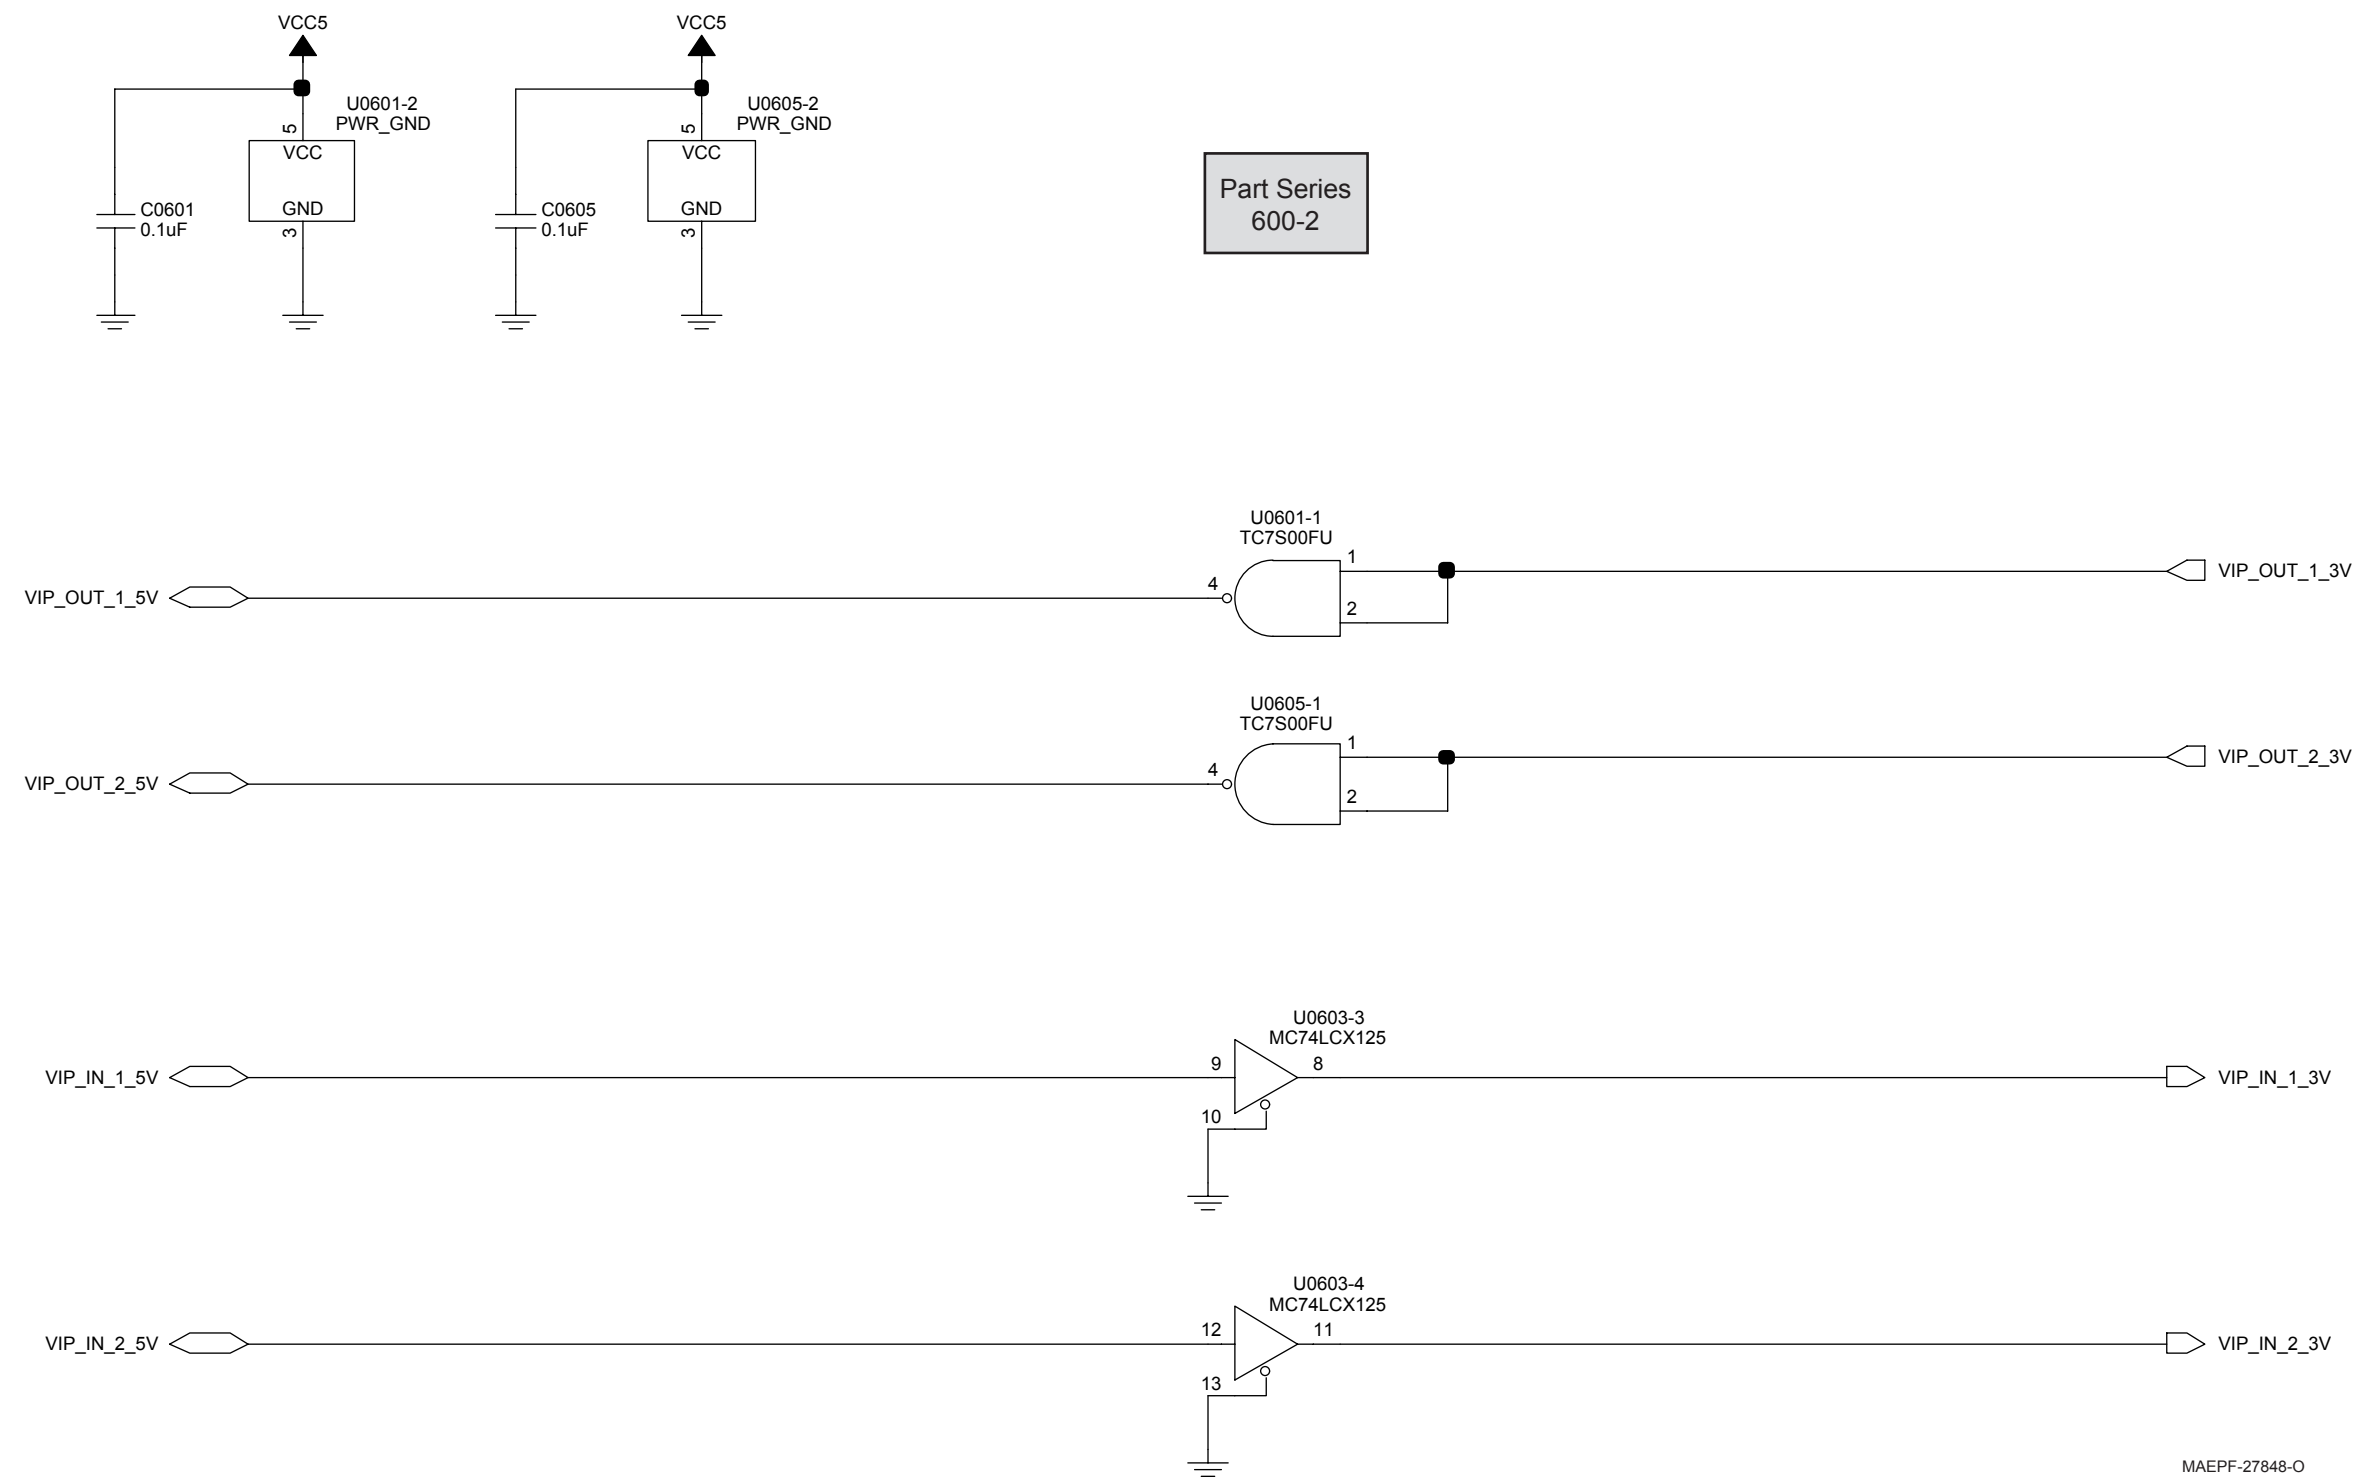 VCC5
VCC5
U0601-2
PWR_GND
5
VCC
GND
3
C0601
0.1uF
U0605-2
PWR_GND
5
VCC
GND
3
C0605
0.1uF
Part Series
600-2
U0601-1
TC7S00FU
1
2
4
VIP_OUT_1_5V
VIP_OUT_1_3V
U0605-1
TC7S00FU
1
2
4
VIP_OUT_2_5V
VIP_OUT_2_3V
U0603-3
MC74LCX125
9
8
10
VIP_IN_1_5V
VIP_IN_1_3V
U0603-4
MC74LCX125
12
11
13
VIP_IN_2_5V
VIP_IN_2_3V
MAEPF-27848-O